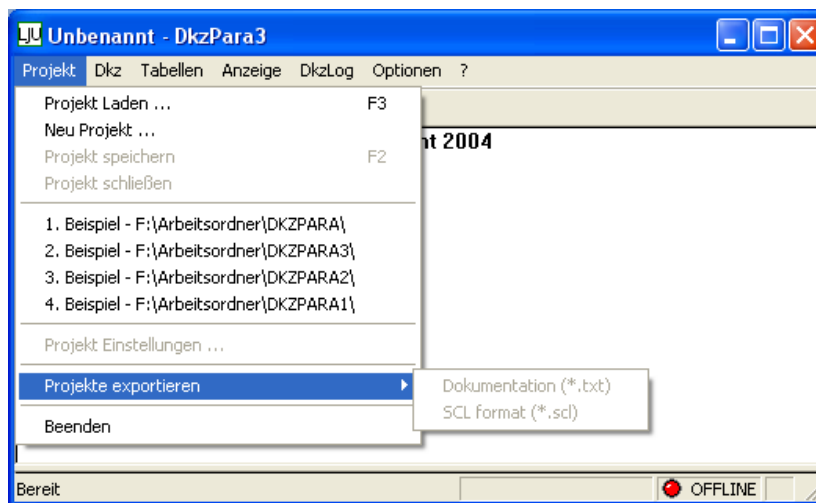 LJU Unbenannt - DkzPara3
Projekt Dkz Tabellen Anzeige DkzLog Optionen ?
Projekt Laden ... F3
Neu Projekt ...
2004
Projekt speichern F2
Projekt schließen
1. Beispiel - F:\Arbeitsordner\DKZPARA\
2. Beispiel - F:\Arbeitsordner\DKZPARA3\
3. Beispiel - F:\Arbeitsordner\DKZPARA2\
4. Beispiel - F:\Arbeitsordner\DKZPARA1\
Projekt Einstellungen ...
Projekte exportieren
Dokumentation (*.txt)
SCL format (*.scl)
Beenden
Bereit OFFLINE